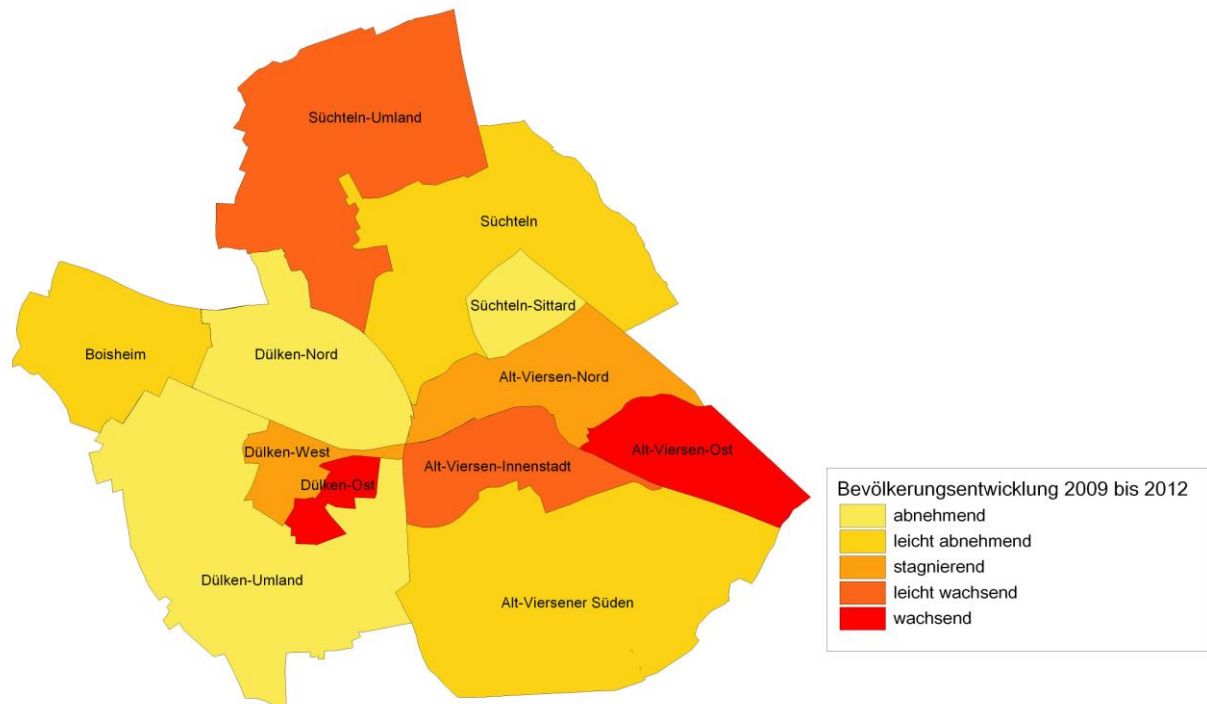 Süchteln-Umland
Süchteln
Süchteln-Sittard
Boisheim
Dülken-Nord
Alt-Viersen-Nord
Dülken-West
Alt-Viersen-Ost
Alt-Viersen-Innenstadt
Dülken-Ost
Dülken-Umland
Alt-Viersener Süden
Bevölkerungsentwicklung 2009 bis 2012
abnehmend
leicht abnehmend
stagnierend
leicht wachsend
wachsend